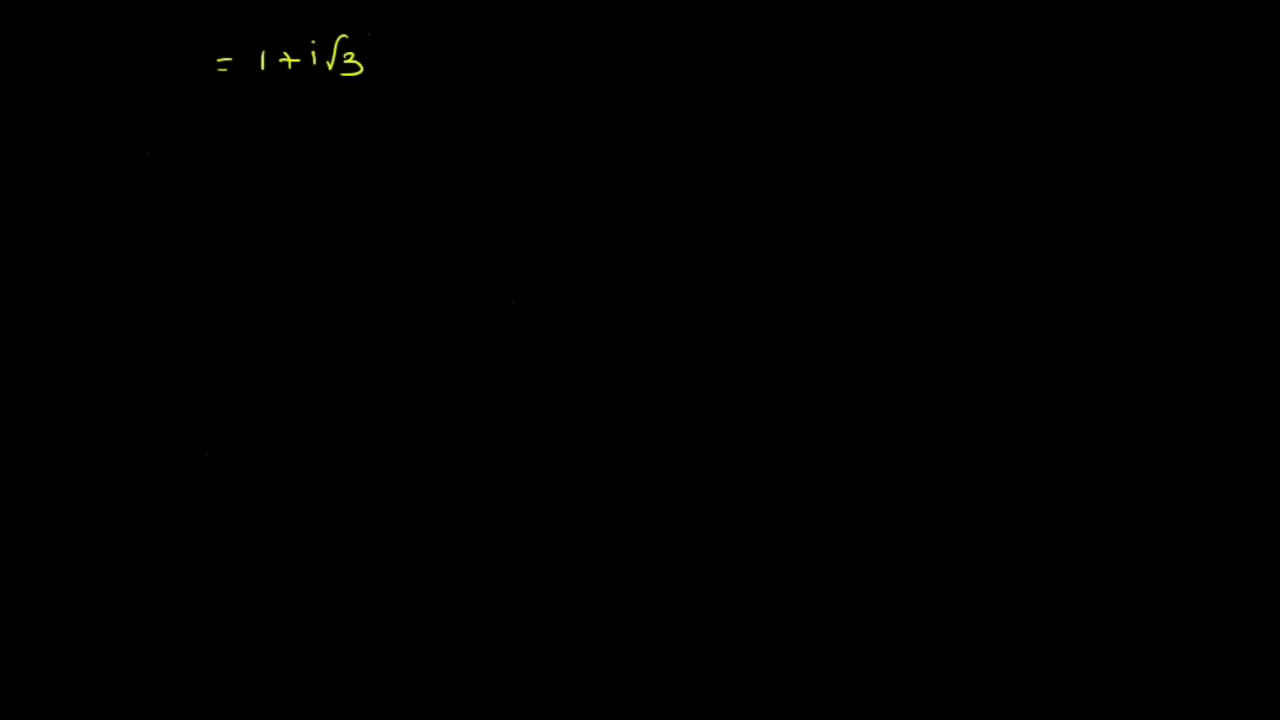 = 1 + i√3